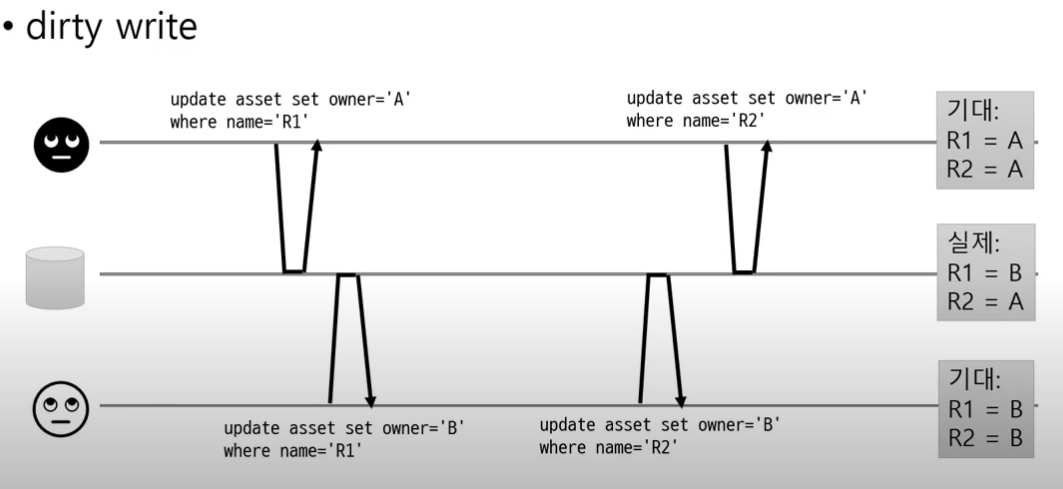 • dirty write
update asset set owner='A'
where name='R1'
update asset set owner='A'
where name='R2'
기대:
R1 = A
R2 = A
실제:
R1 = B
R2 = A
기대:
R1 = B
R2 = B
update asset set owner='B'
where name='R1'
update asset set owner='B'
where name='R2'